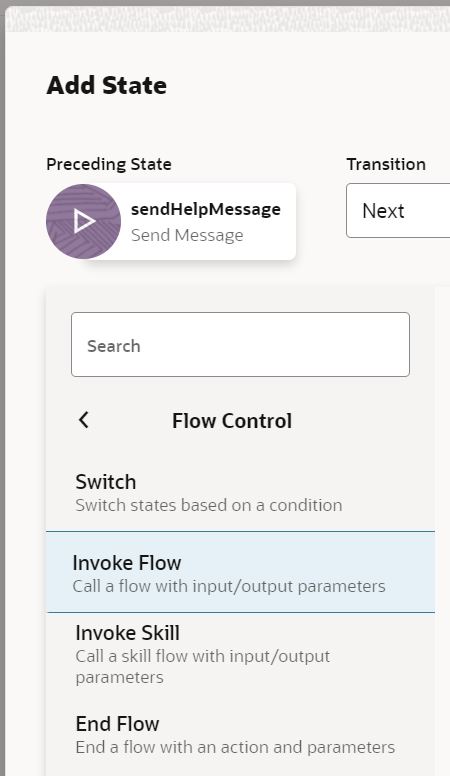 Add State
Preceding State
Transition
sendHelpMessage
Send Message
Next
Search
Flow Control
Switch
Switch states based on a condition
Invoke Flow
Call a flow with input/output parameters
Invoke Skill
Call a skill flow with input/output
parameters
End Flow
End a flow with an action and parameters